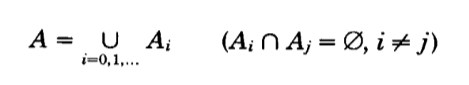 A = ∪_{i=0,1,...} A_i (A_i ∩ A_j = ∅, i ≠ j)